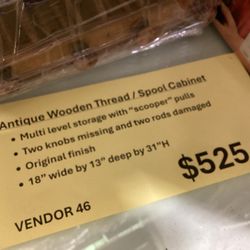 Antique Wooden Thread / Spool Cabinet
• Multi level storage with "scooper" pulls
• Two knobs missing and two rods damaged
• Original finish
• 18" wide by 13" deep by 31"H
$525
VENDOR 46